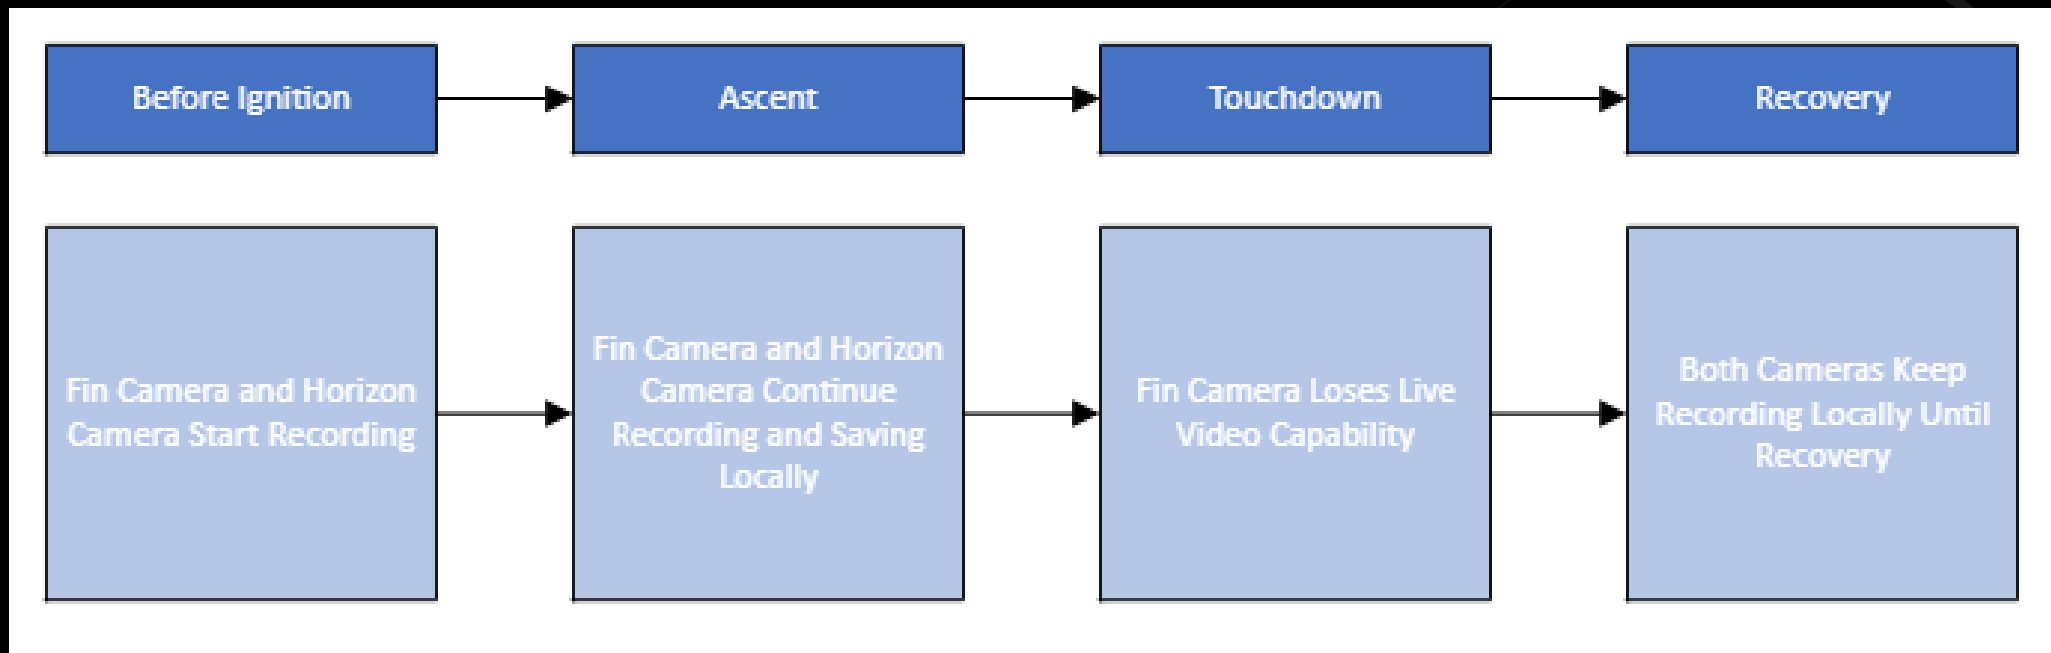 Before Ignition
Ascent
Touchdown
Recovery
Fin Camera and Horizon
Camera Start Recording
Fin Camera and Horizon
Camera Continue
Recording and Saving
Locally
Fin Camera Loses Live
Video Capability
Both Cameras Keep
Recording Locally Until
Recovery